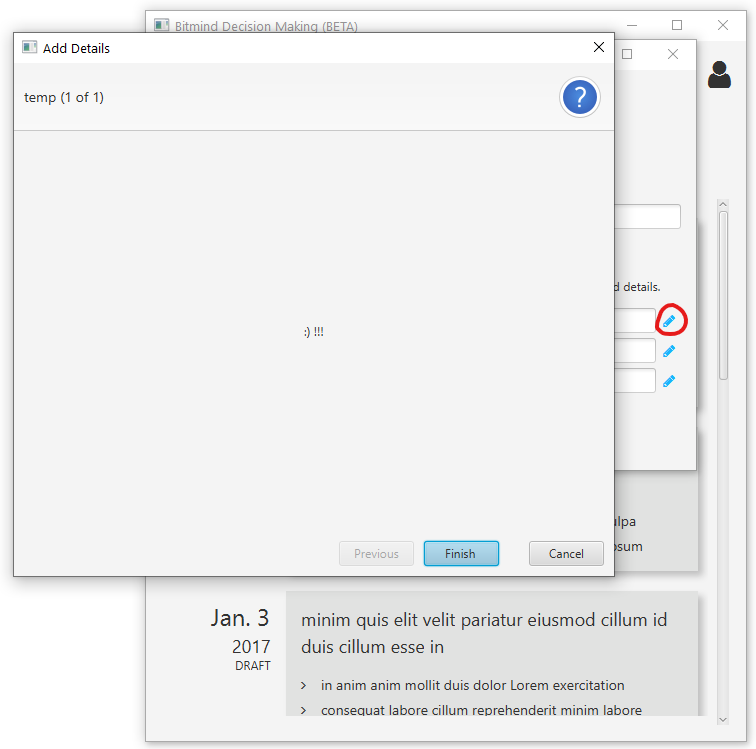 Bitmind Decision Making (BETA)
Add Details
temp (1 of 1)
?
d details.
:) !!!
Previous
Finish
Cancel
ulpa
osum
Jan. 3
2017
DRAFT
minim quis elit velit pariatur eiusmod cillum id
duis cillum esse in
in anim anim mollit duis dolor Lorem exercitation
consequat labore cillum reprehenderit minim labore